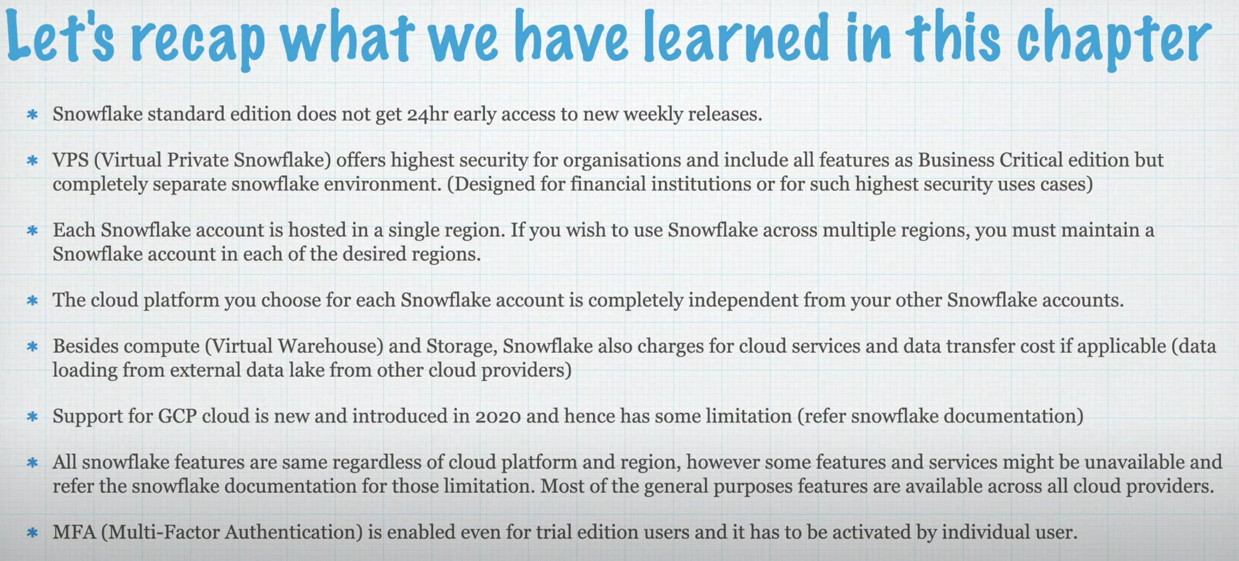 Let's recap what we have learned in this chapter
* Snowflake standard edition does not get 24hr early access to new weekly releases.
* VPS (Virtual Private Snowflake) offers highest security for organisations and include all features as Business Critical edition but
completely separate snowflake environment. (Designed for financial institutions or for such highest security uses cases)
* Each Snowflake account is hosted in a single region. If you wish to use Snowflake across multiple regions, you must maintain a
Snowflake account in each of the desired regions.
* The cloud platform you choose for each Snowflake account is completely independent from your other Snowflake accounts.
* Besides compute (Virtual Warehouse) and Storage, Snowflake also charges for cloud services and data transfer cost if applicable (data
loading from external data lake from other cloud providers)
* Support for GCP cloud is new and introduced in 2020 and hence has some limitation (refer snowflake documentation)
* All snowflake features are same regardless of cloud platform and region, however some features and services might be unavailable and
refer the snowflake documentation for those limitation. Most of the general purposes features are available across all cloud providers.
* MFA (Multi-Factor Authentication) is enabled even for trial edition users and it has to be activated by individual user.